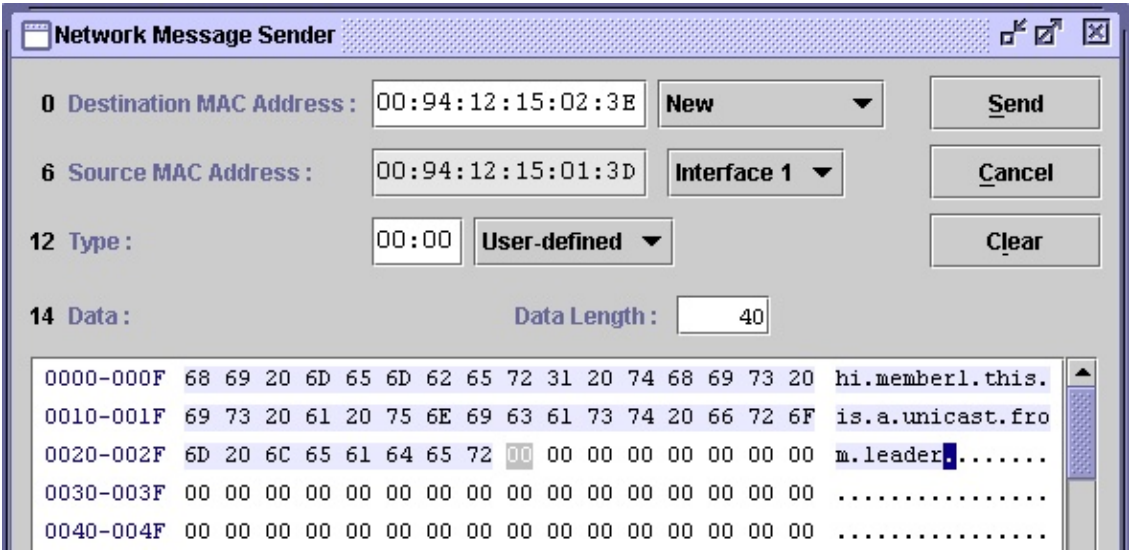 Network Message Sender
0 Destination MAC Address : 00:94:12:15:02:3E New Send
6 Source MAC Address : 00:94:12:15:01:3D Interface 1 Cancel
12 Type : 00:00 User-defined Clear
14 Data : Data Length : 40
0000-000F 68 69 20 6D 65 6D 62 65 72 31 20 74 68 69 73 20 hi.member1.this.
0010-001F 69 73 20 61 20 75 6E 69 63 61 73 74 20 66 72 6F is.a.unicast.fro
0020-002F 6D 20 6C 65 61 64 65 72 00 00 00 00 00 00 00 00 m.leader........
0030-003F 00 00 00 00 00 00 00 00 00 00 00 00 00 00 00 00 ................
0040-004F 00 00 00 00 00 00 00 00 00 00 00 00 00 00 00 00 ................